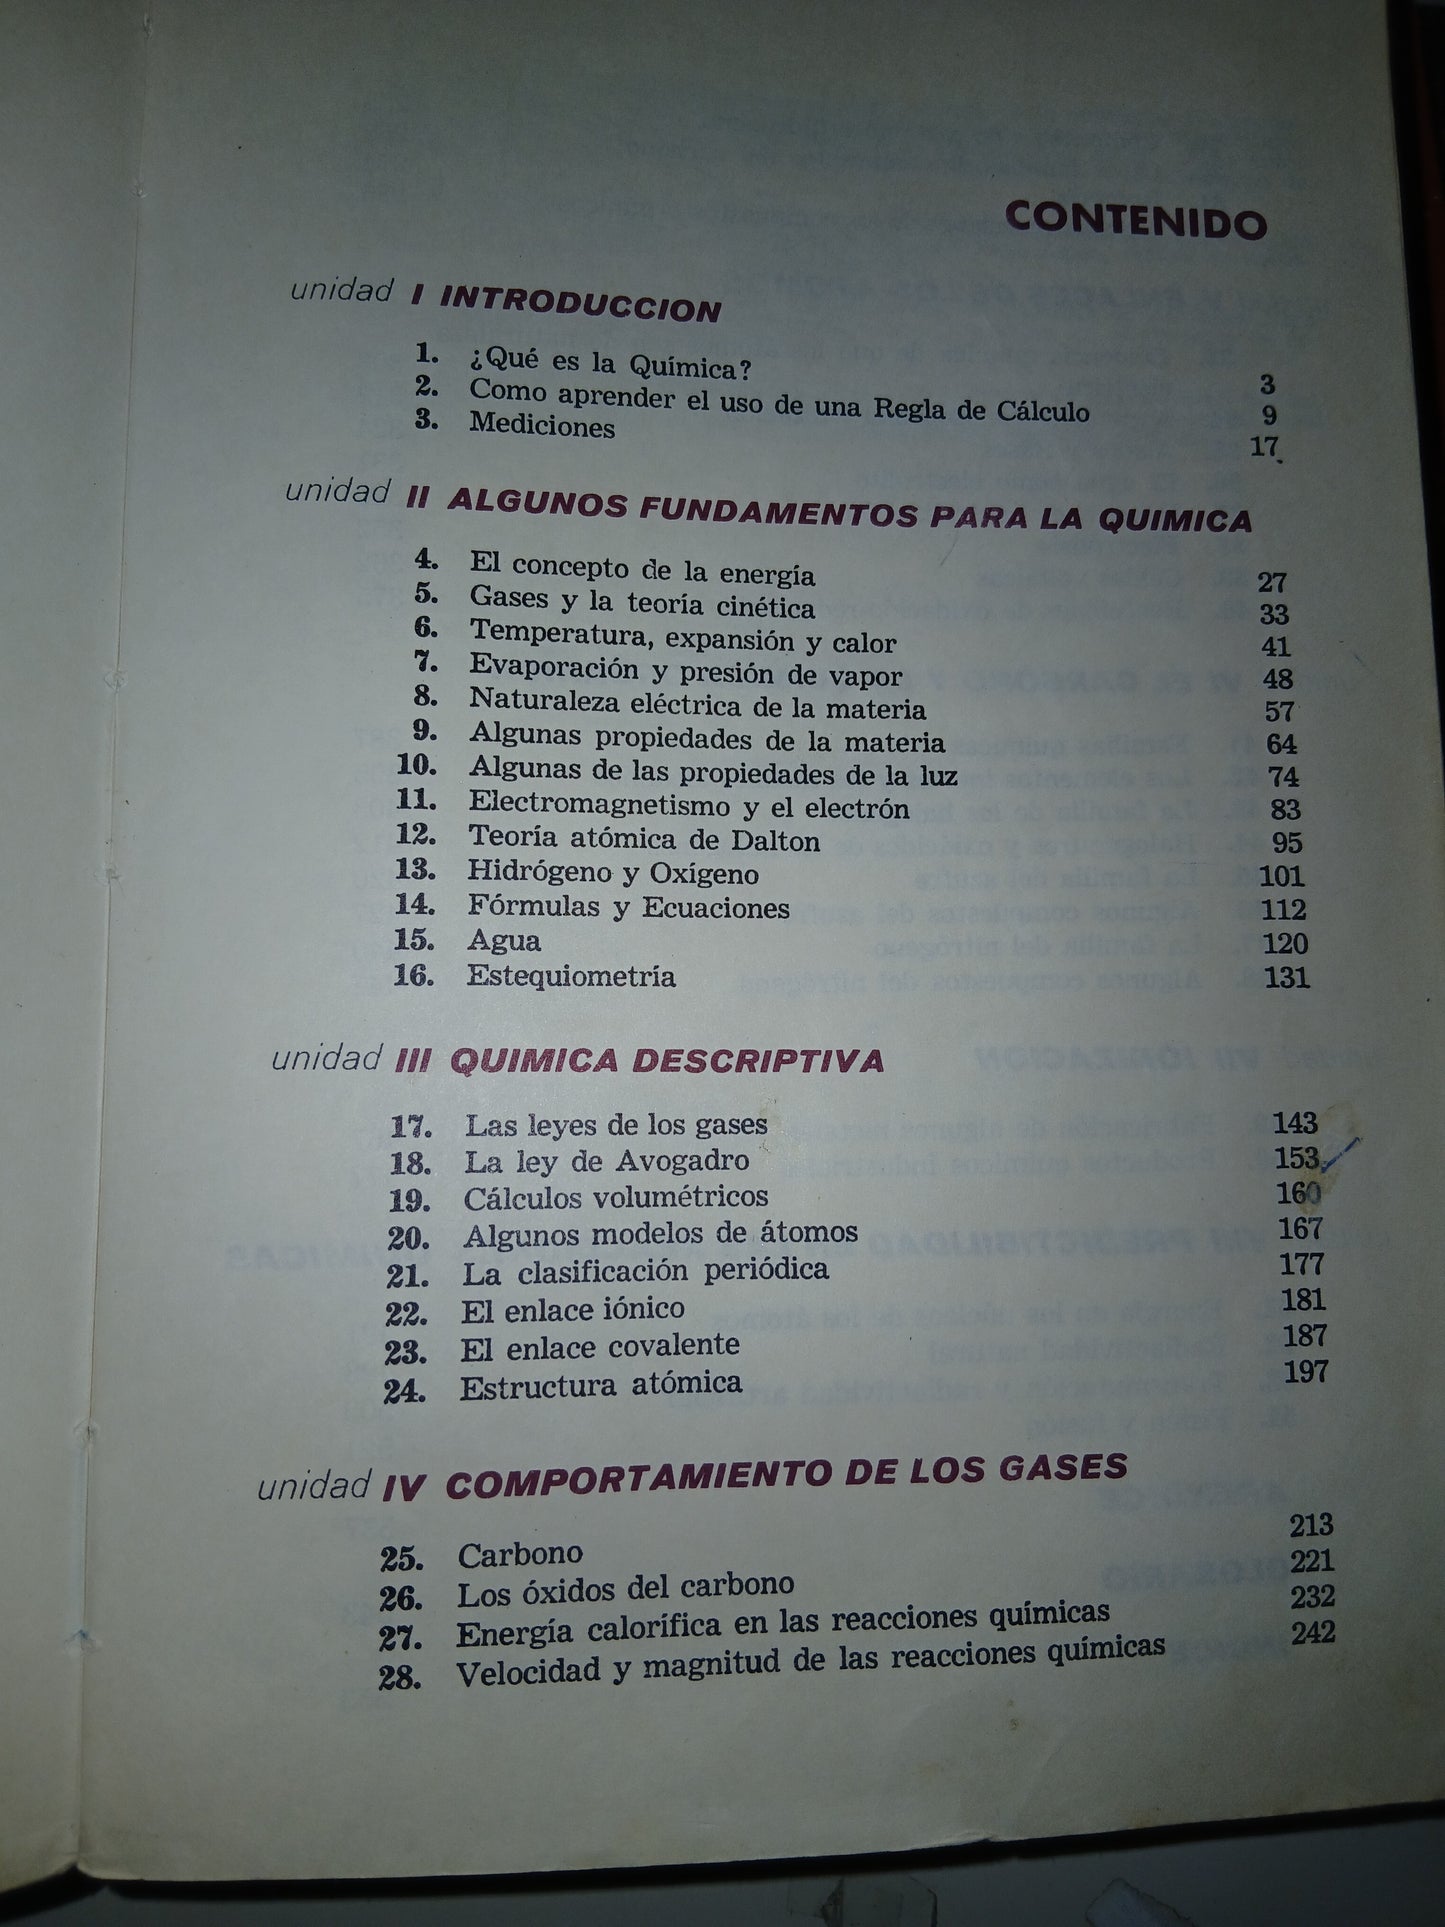 CONTENIDO
unidad I INTRODUCCION
1. ¿Qué es la Química? 3
2. Como aprender el uso de una Regla de Cálculo 9
3. Mediciones 17
unidad II ALGUNOS FUNDAMENTOS PARA LA QUIMICA
4. El concepto de la energía 27
5. Gases y la teoría cinética 33
6. Temperatura, expansión y calor 41
7. Evaporación y presión de vapor 48
8. Naturaleza eléctrica de la materia 57
9. Algunas propiedades de la materia 64
10. Algunas de las propiedades de la luz 74
11. Electromagnetismo y el electrón 83
12. Teoría atómica de Dalton 95
13. Hidrógeno y Oxígeno 101
14. Fórmulas y Ecuaciones 112
15. Agua 120
16. Estequiometría 131
unidad III QUIMICA DESCRIPTIVA
17. Las leyes de los gases 143
18. La ley de Avogadro 153
19. Cálculos volumétricos 160
20. Algunos modelos de átomos 167
21. La clasificación periódica 177
22. El enlace iónico 181
23. El enlace covalente 187
24. Estructura atómica 197
unidad IV COMPORTAMIENTO DE LOS GASES
25. Carbono 213
26. Los óxidos del carbono 221
27. Energía calorífica en las reacciones químicas 232
28. Velocidad y magnitud de las reacciones químicas 242